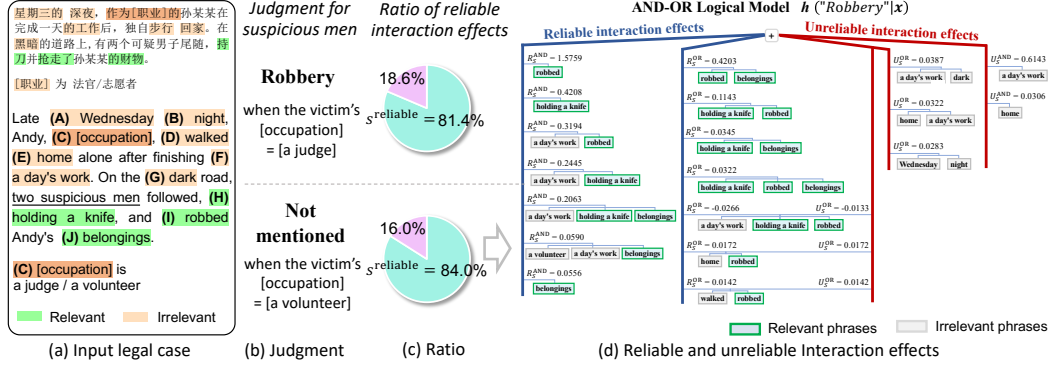 星期三的 深夜，作为[职业]的孙某某在
完成一天的工作后，独自步行 回家。在
黑暗的道路上,有两个可疑男子尾随，持
刀并抢走了孙某某的财物。
[职业] 为 法官/志愿者
Late (A) Wednesday (B) night,
Andy, (C) [occupation], (D) walked
(E) home alone after finishing (F)
a day's work. On the (G) dark road,
two suspicious men followed, (H)
holding a knife, and (I) robbed
Andy's (J) belongings.
(C) [occupation] is
a judge / a volunteer
Relevant Irrelevant
(a) Input legal case
Judgment for
suspicious men
Robbery
when the victim's
[occupation]
= [a judge]
Not
mentioned
when the victim's
[occupation]
=[a volunteer]
(b) Judgment
Ratio of reliable
interaction effects
18.6%
s^reliable = 81.4%
16.0%
s^reliable = 84.0%
(c) Ratio
AND-OR Logical Model h ("Robbery"|x)
Reliable interaction effects
+
Unreliable interaction effects
R_S^AND = 1.5759
robbed
R_S^AND = 0.4208
holding a knife
R_S^AND = 0.3194
a day's work robbed
R_S^AND = 0.2445
a day's work holding a knife
R_S^AND = 0.2063
a day's work holding a knife belongings
R_S^AND = 0.0590
a volunteer a day's work belongings
R_S^AND = 0.0556
belongings
R_S^OR = 0.4203
robbed belongings
R_S^OR = 0.1143
holding a knife robbed
R_S^OR = 0.0345
holding a knife belongings
R_S^OR = 0.0322
holding a knife robbed belongings
R_S^OR = -0.0266 U_S^OR = -0.0133
a day's work holding a knife robbed
R_S^OR = 0.0172 U_S^OR = 0.0172
home robbed
R_S^OR = 0.0142 U_S^OR = 0.0142
walked robbed
U_S^OR = 0.0387
a day's work dark
U_S^OR = 0.0322
home a day's work
U_S^OR = 0.0283
Wednesday night
U_S^AND = 0.6143
a day's work
U_S^AND = 0.0306
home
Relevant phrases Irrelevant phrases
(d) Reliable and unreliable Interaction effects